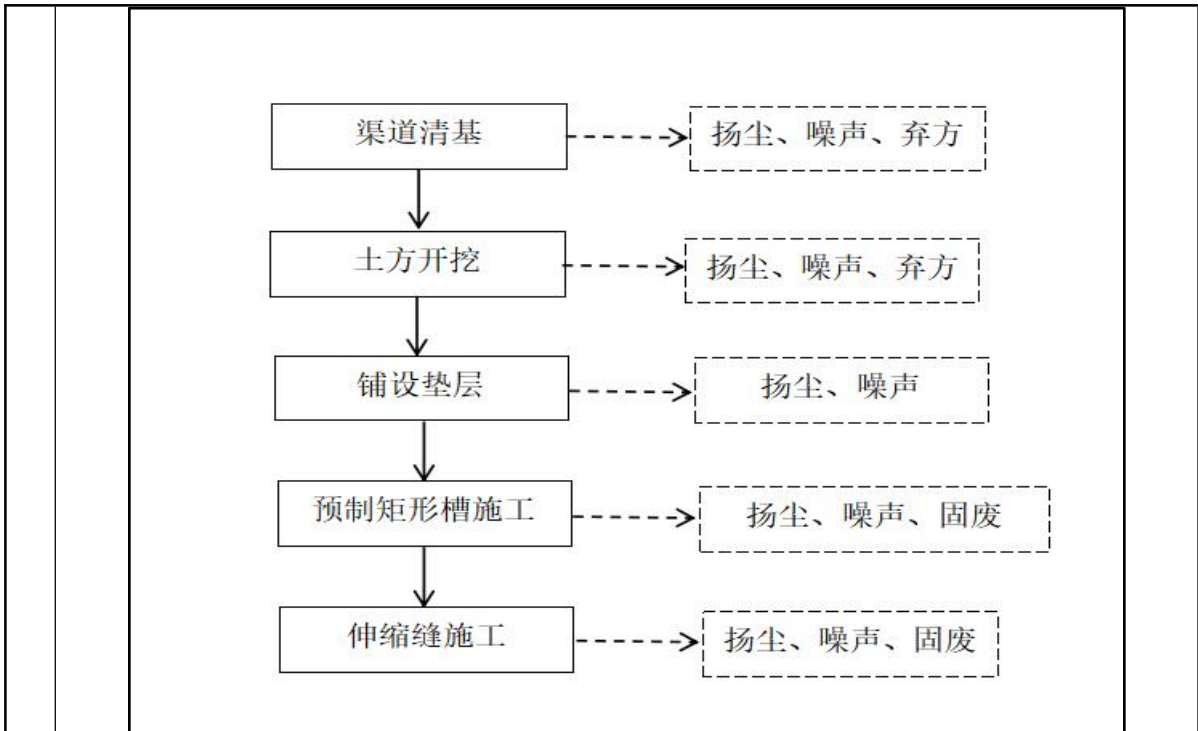 渠道清基
扬尘、噪声、弃方
土方开挖
扬尘、噪声、弃方
铺设垫层
扬尘、噪声
预制矩形槽施工
扬尘、噪声、固废
伸缩缝施工
扬尘、噪声、固废